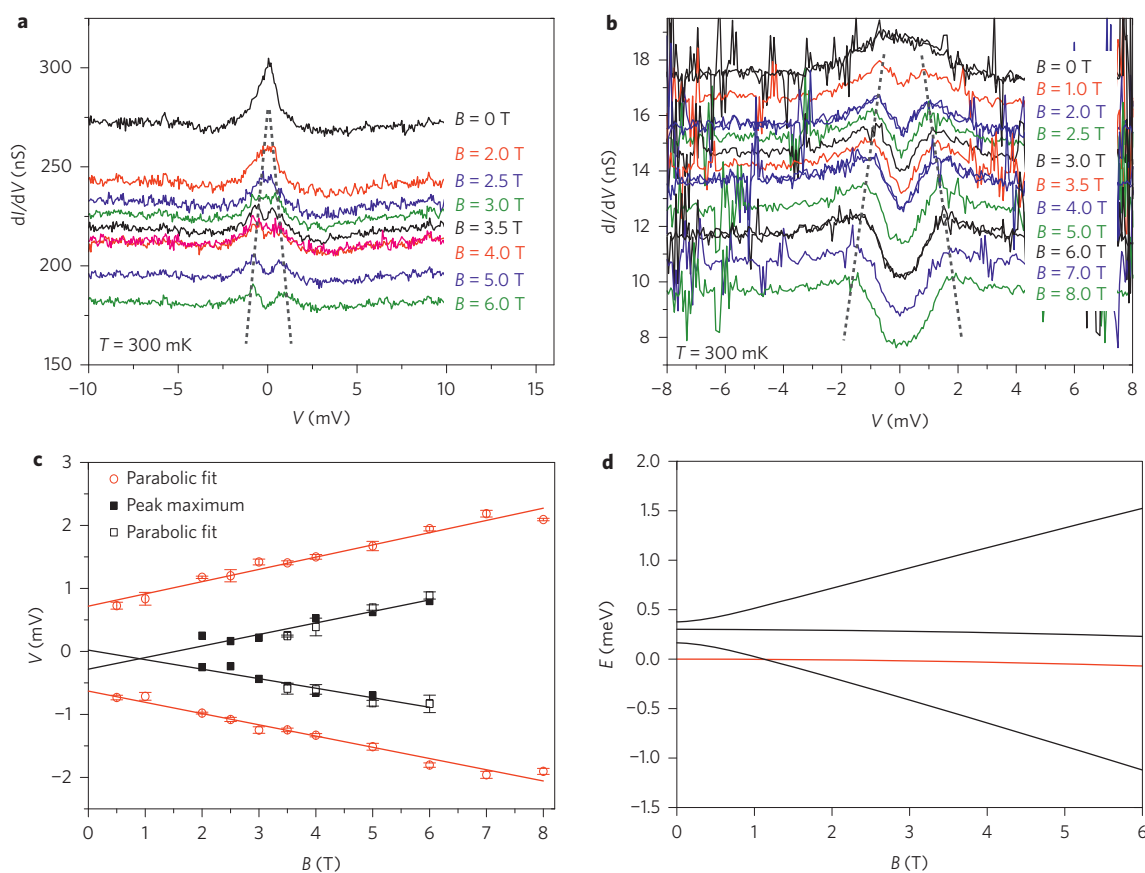 a
dI/dV (nS)
300
250
200
150
B = 0 T
B = 2.0 T
B = 2.5 T
B = 3.0 T
B = 3.5 T
B = 4.0 T
B = 5.0 T
B = 6.0 T
T = 300 mK
−10 −5 0 5 10 15
V (mV)
b
dI/dV (nS)
18
16
14
12
10
8
B = 0 T
B = 1.0 T
B = 2.0 T
B = 2.5 T
B = 3.0 T
B = 3.5 T
B = 4.0 T
B = 5.0 T
B = 6.0 T
B = 7.0 T
B = 8.0 T
T = 300 mK
−8 −6 −4 −2 0 2 4 6 8
V (mV)
c
V (mV)
3
2
1
0
−1
−2
Parabolic fit
Peak maximum
Parabolic fit
0 1 2 3 4 5 6 7 8
B (T)
d
E (meV)
2.0
1.5
1.0
0.5
0.0
−0.5
−1.0
−1.5
0 1 2 3 4 5 6
B (T)